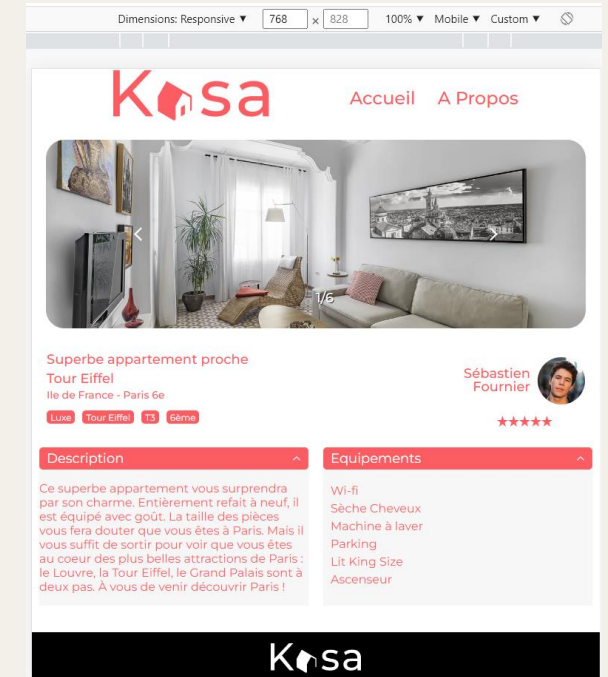 Dimensions: Responsive ▼ 768 x 828 100% ▼ Mobile ▼ Custom ▼
Kasa
Accueil A Propos
1/6
Superbe appartement proche
Tour Eiffel
Ile de France - Paris 6e
Luxe Tour Eiffel T3 6ème
Sébastien
Fournier
★★★★★
Description
Ce superbe appartement vous surprendra
par son charme. Entièrement refait à neuf, il
est équipé avec goût. La taille des pièces
vous fera douter que vous êtes à Paris. Mais il
vous suffit de sortir pour voir que vous êtes
au coeur des plus belles attractions de Paris :
le Louvre, la Tour Eiffel, le Grand Palais sont à
deux pas. À vous de venir découvrir Paris !
Equipements
Wi-fi
Sèche Cheveux
Machine à laver
Parking
Lit King Size
Ascenseur
Kasa